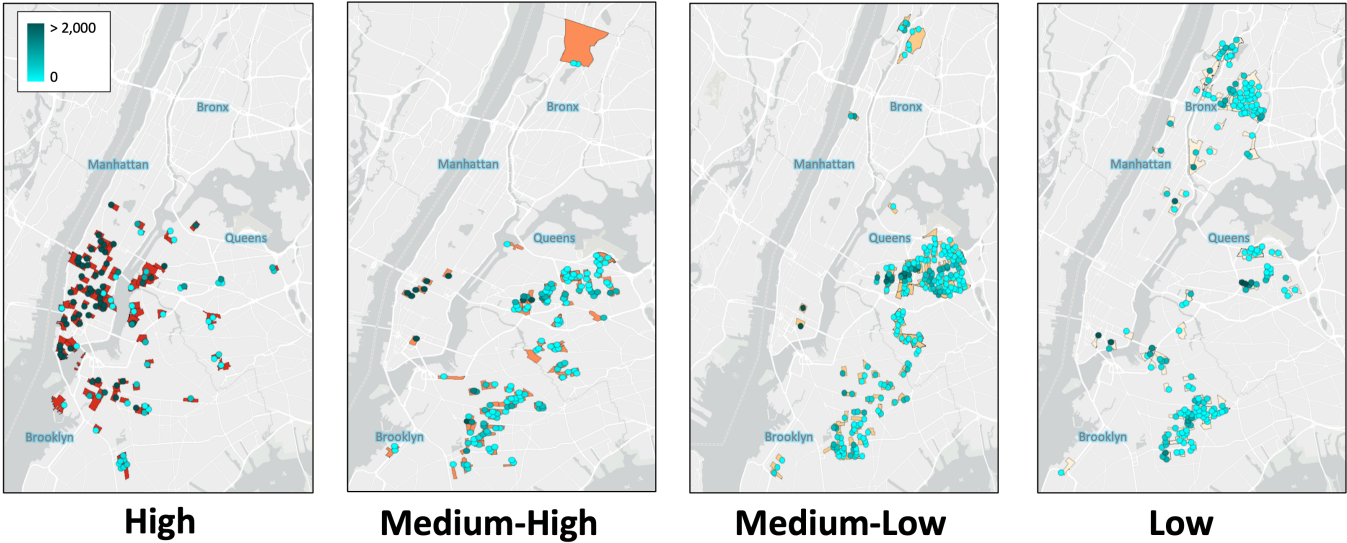 > 2,000
0
Bronx
Manhattan
Queens
Brooklyn
High
Bronx
Manhattan
Queens
Brooklyn
Medium-High
Bronx
Manhattan
Queens
Brooklyn
Medium-Low
Bronx
Manhattan
Queens
Brooklyn
Low